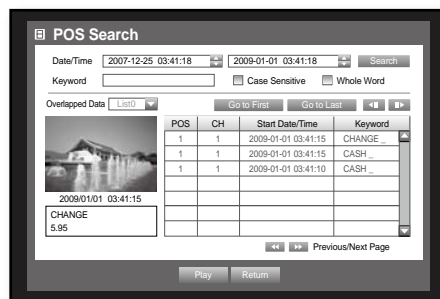 POS Search
Date/Time 2007-12-25 03:41:18 2009-01-01 03:41:18 Search
Keyword Case Sensitive Whole Word
Overlapped Data List0 Go to First Go to Last
POS CH Start Date/Time Keyword
1 1 2009-01-01 03:41:15 CHANGE _
1 1 2009-01-01 03:41:15 CASH _
1 1 2009-01-01 03:41:10 CASH _
2009/01/01 03:41:15
CHANGE
5.95
Previous/Next Page
Play Return